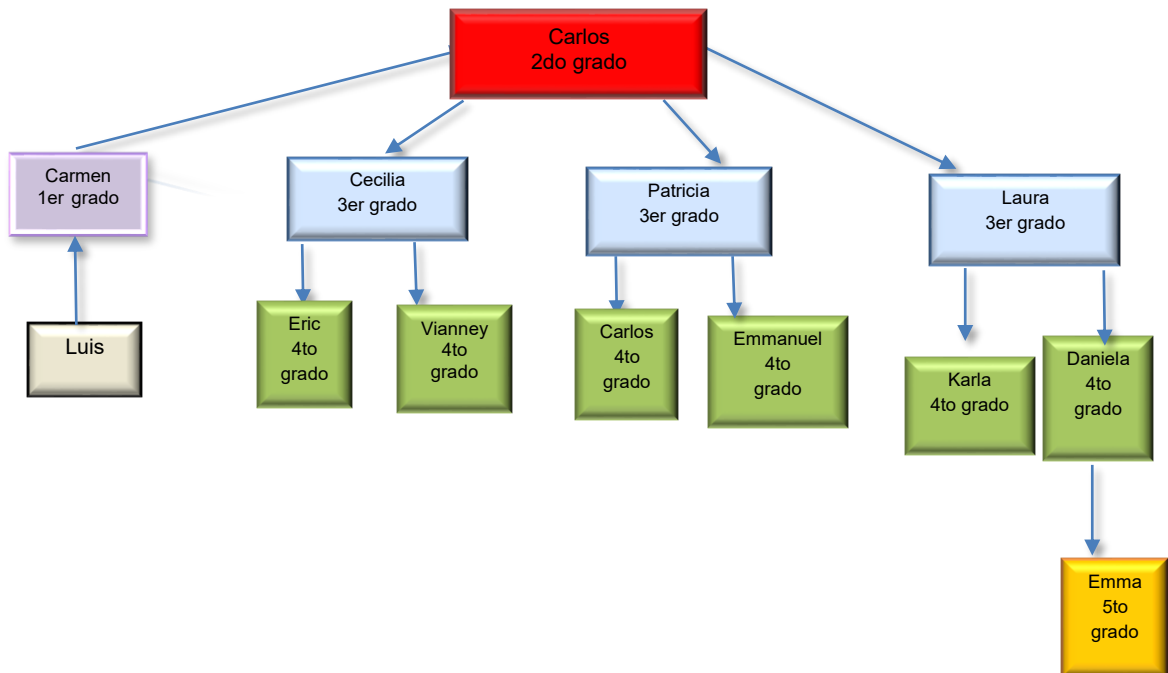 Carlos
2do grado
Carmen
1er grado
Cecilia
3er grado
Patricia
3er grado
Laura
3er grado
Luis
Eric
4to
grado
Vianney
4to
grado
Carlos
4to
grado
Emmanuel
4to
grado
Karla
4to grado
Daniela
4to
grado
Emma
5to
grado